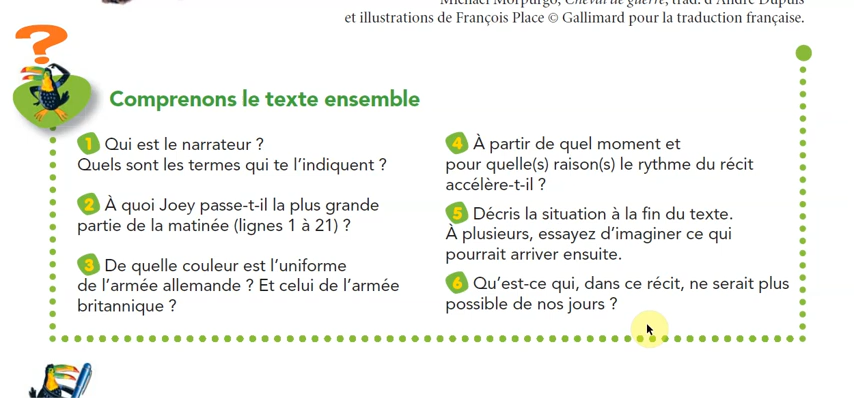 Michael Morpurgo, Cheval de guerre, trad. d'André Dupuis
et illustrations de François Place © Gallimard pour la traduction française.
?
Comprenons le texte ensemble
1 Qui est le narrateur ?
Quels sont les termes qui te l'indiquent ?
2 À quoi Joey passe-t-il la plus grande
partie de la matinée (lignes 1 à 21) ?
3 De quelle couleur est l'uniforme
de l'armée allemande ? Et celui de l'armée
britannique ?
4 À partir de quel moment et
pour quelle(s) raison(s) le rythme du récit
accélère-t-il ?
5 Décris la situation à la fin du texte.
À plusieurs, essayez d'imaginer ce qui
pourrait arriver ensuite.
6 Qu'est-ce qui, dans ce récit, ne serait plus
possible de nos jours ?